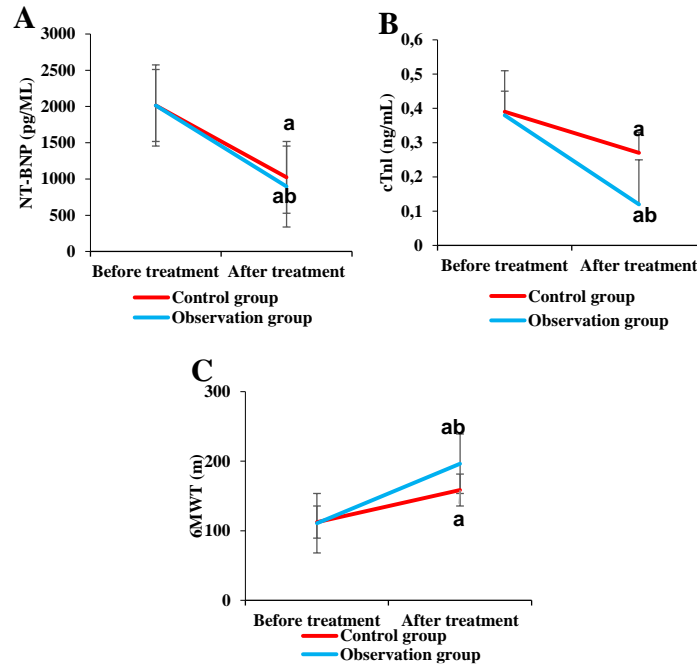 A
NT-BNP (pg/ML)
3000
2500
2000
1500
1000
500
0
a
ab
Before treatment After treatment
Control group
Observation group
B
cTnl (ng/mL)
0,6
0,5
0,4
0,3
0,2
0,1
0
a
ab
Before treatment After treatment
Control group
Observation group
C
6MWT (m)
300
200
100
0
ab
a
Before treatment After treatment
Control group
Observation group